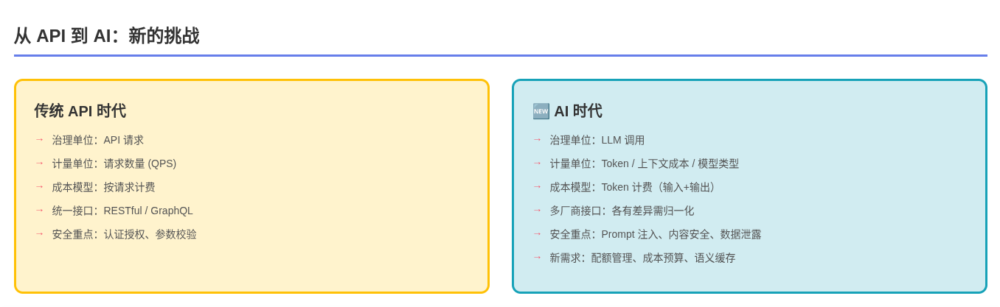 从 API 到 AI：新的挑战
传统 API 时代
→ 治理单位：API 请求
→ 计量单位：请求数量 (QPS)
→ 成本模型：按请求计费
→ 统一接口：RESTful / GraphQL
→ 安全重点：认证授权、参数校验
🆕 AI 时代
→ 治理单位：LLM 调用
→ 计量单位：Token / 上下文成本 / 模型类型
→ 成本模型：Token 计费（输入+输出）
→ 多厂商接口：各有差异需归一化
→ 安全重点：Prompt 注入、内容安全、数据泄露
→ 新需求：配额管理、成本预算、语义缓存